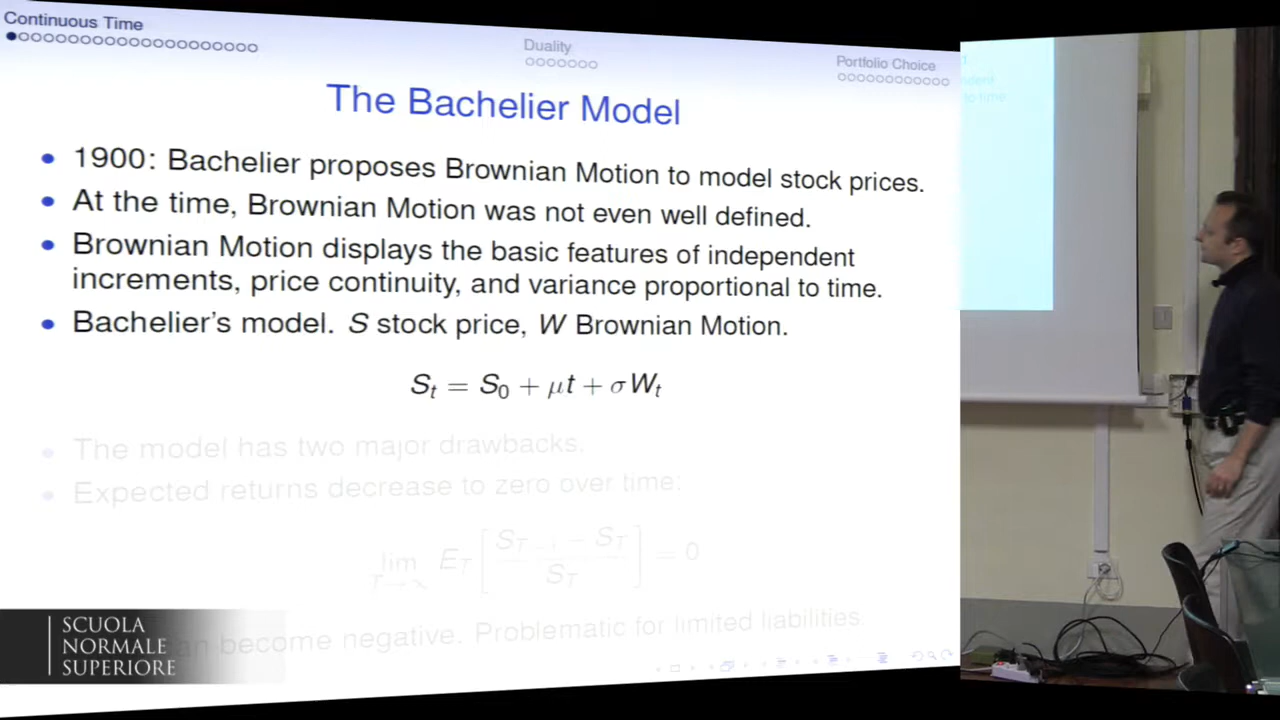 Continuous Time
Duality
Portfolio Choice
The Bachelier Model
• 1900: Bachelier proposes Brownian Motion to model stock prices.
• At the time, Brownian Motion was not even well defined.
• Brownian Motion displays the basic features of independent
increments, price continuity, and variance proportional to time.
• Bachelier's model. S stock price, W Brownian Motion.
S_t = S_0 + μt + σW_t
• The model has two major drawbacks.
• Expected returns decrease to zero over time:
become negative. Problematic for limited liabilities.
SCUOLA
NORMALE
SUPERIORE
to time